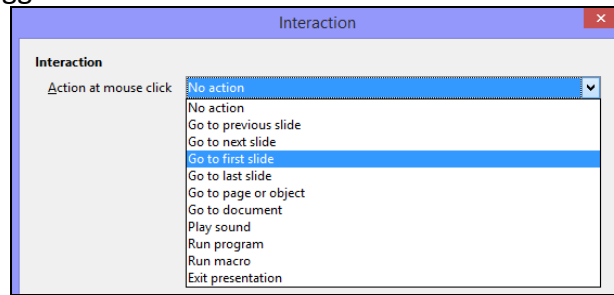 Interaction
Interaction
Action at mouse click No action
No action
Go to previous slide
Go to next slide
Go to first slide
Go to last slide
Go to page or object
Go to document
Play sound
Run program
Run macro
Exit presentation